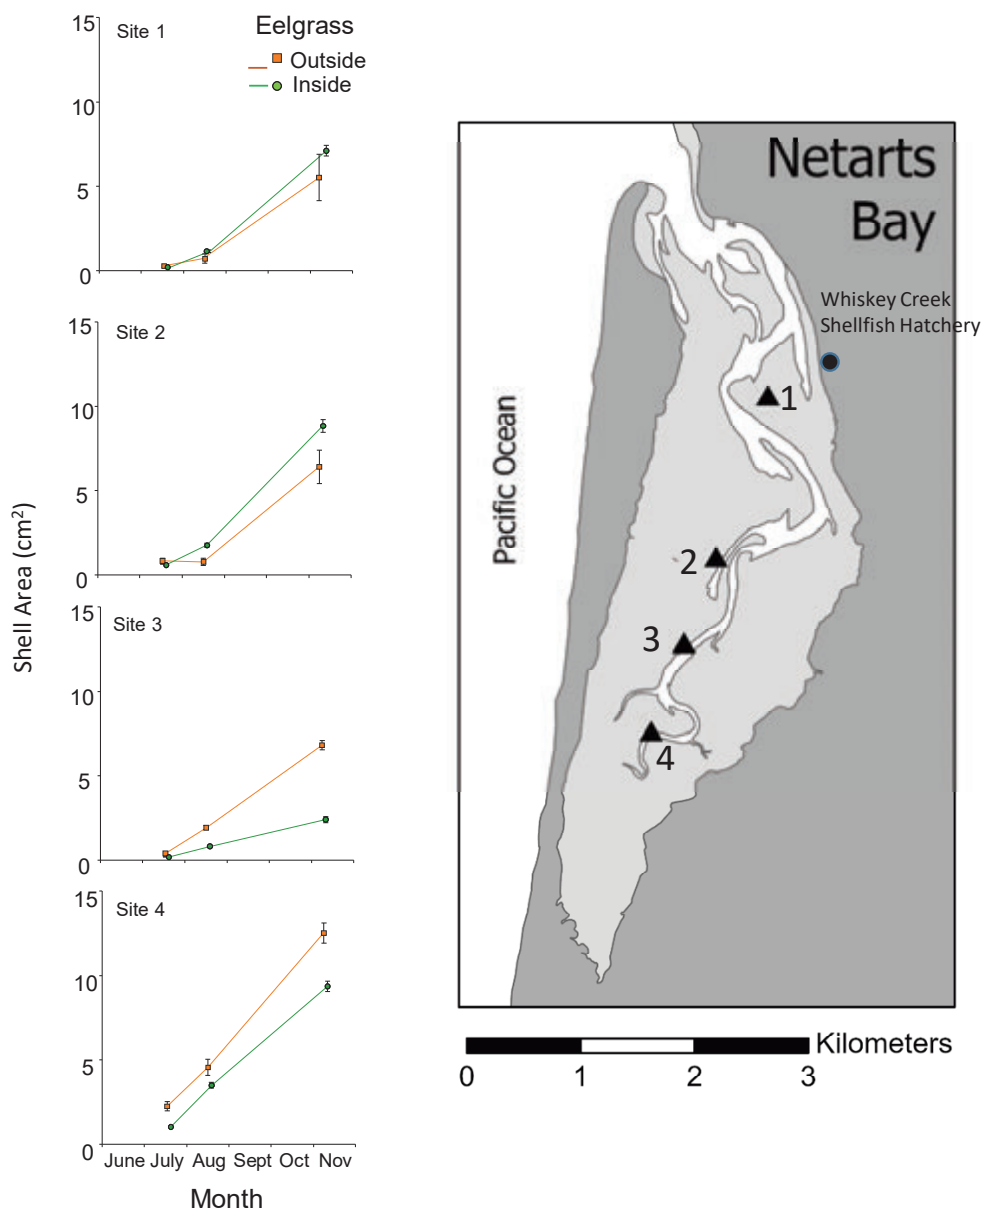 Site 1
Eelgrass
Outside
Inside
15
10
5
0
Site 2
15
10
5
0
Site 3
15
10
5
0
Site 4
15
10
5
0
Shell Area (cm²)
June July Aug Sept Oct Nov
Month
Netarts
Bay
Whiskey Creek
Shellfish Hatchery
Pacific Ocean
1
2
3
4
Kilometers
0 1 2 3